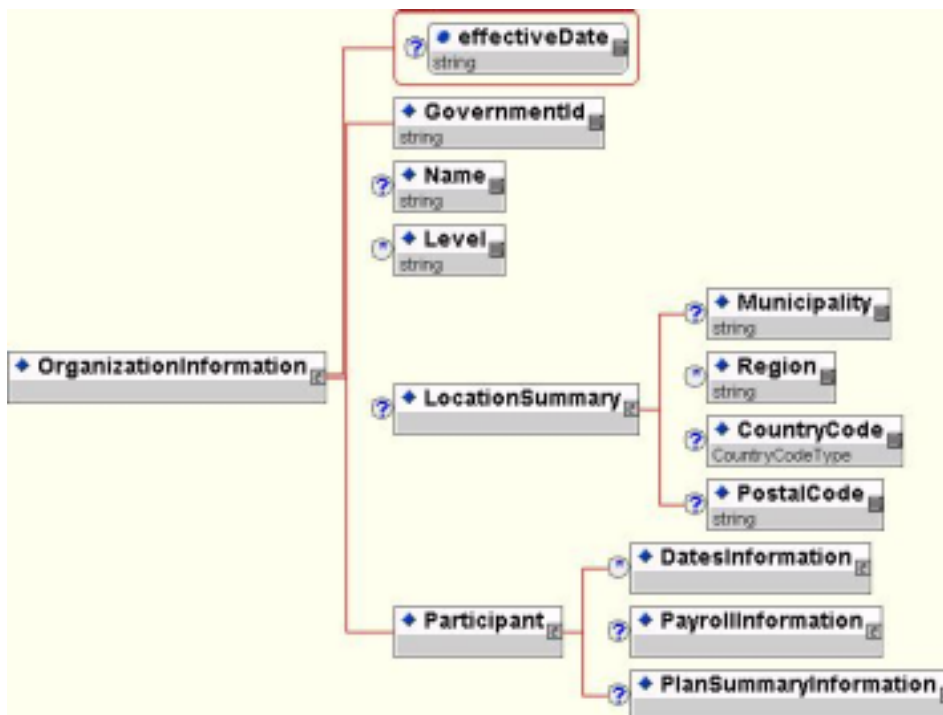 effectiveDate
string
GovernmentId
string
Name
string
Level
string
OrganizationInformation
LocationSummary
Municipality
string
Region
string
CountryCode
CountryCodeType
PostalCode
string
Participant
DatesInformation
PayrollInformation
PlanSummaryInformation